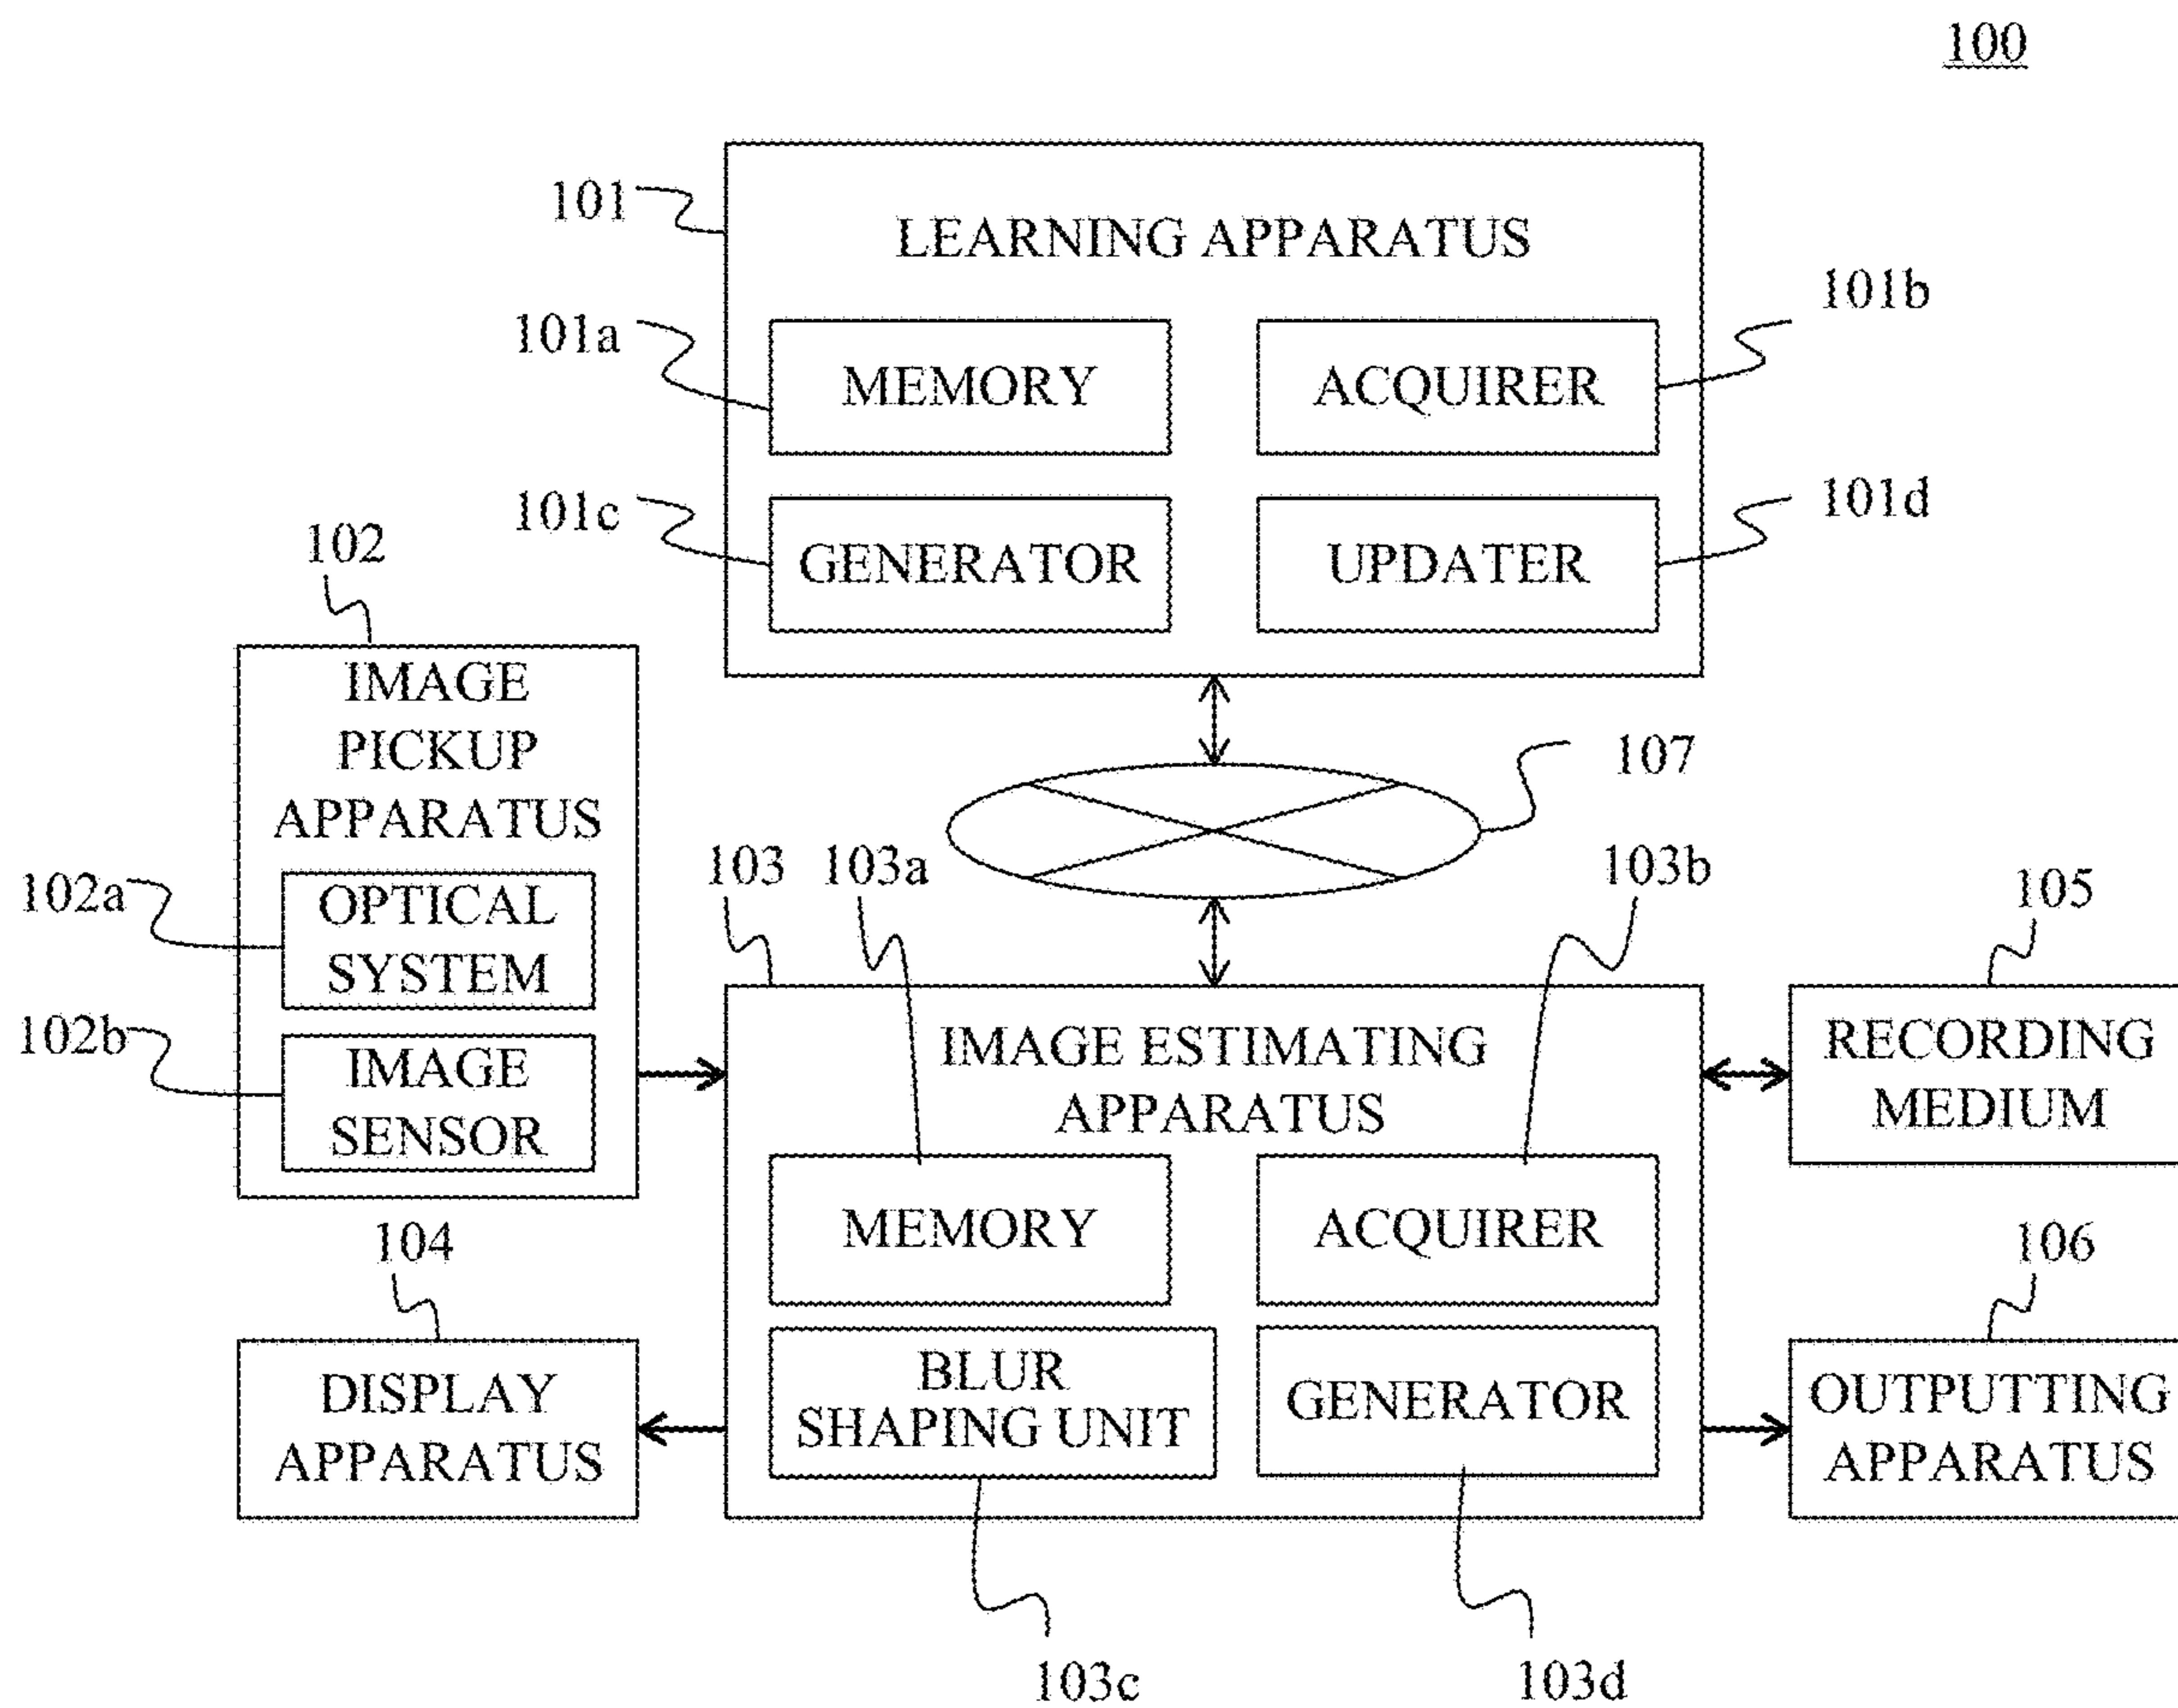 100
101
LEARNING APPARATUS
101a
MEMORY
ACQUIRER
101b
101c
GENERATOR
UPDATER
101d
102
IMAGE
PICKUP
APPARATUS
102a
OPTICAL
SYSTEM
102b
IMAGE
SENSOR
107
103
103a
103b
IMAGE ESTIMATING
APPARATUS
MEMORY
ACQUIRER
BLUR
SHAPING UNIT
GENERATOR
103c
103d
105
RECORDING
MEDIUM
104
DISPLAY
APPARATUS
106
OUTPUTTING
APPARATUS